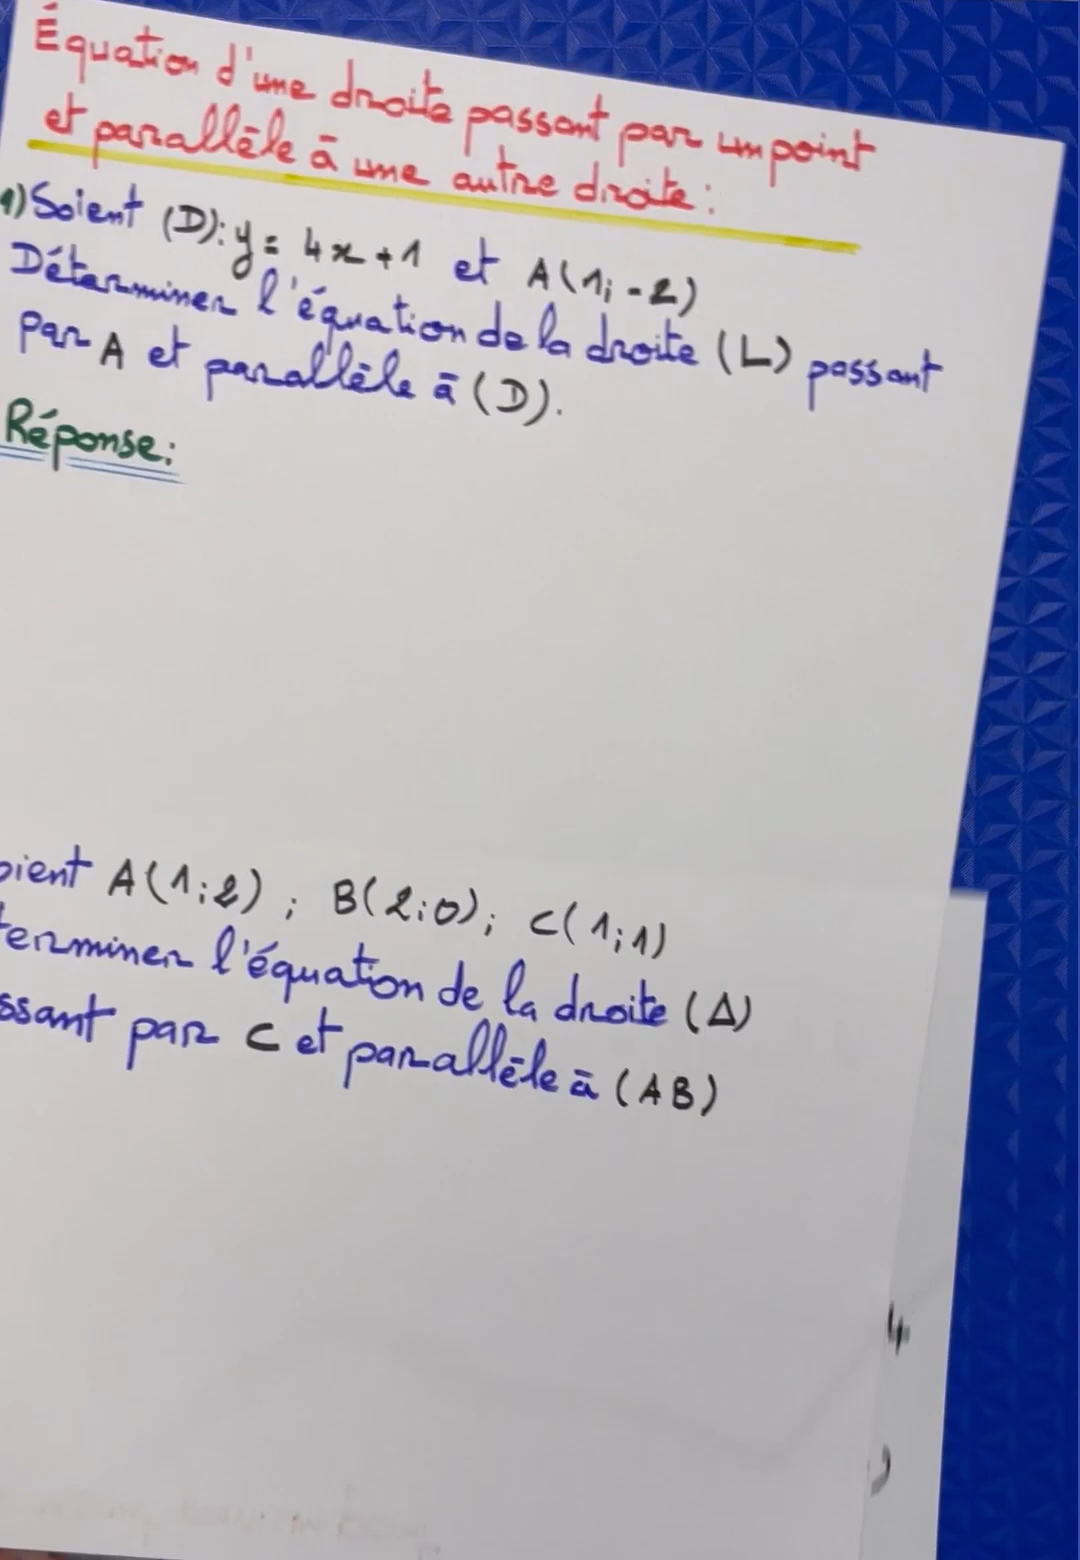 Équation d'une droite passant par un point
et parallèle à une autre droite :
1) Soient (D): y = 4x + 1 et A(1; -2)
Déterminer l'équation de la droite (L) passant
par A et parallèle à (D).
Réponse :
oient A(1;2) ; B(2;0) ; C(1;1)
terminer l'équation de la droite (Δ)
ssant par C et parallèle à (AB)
4